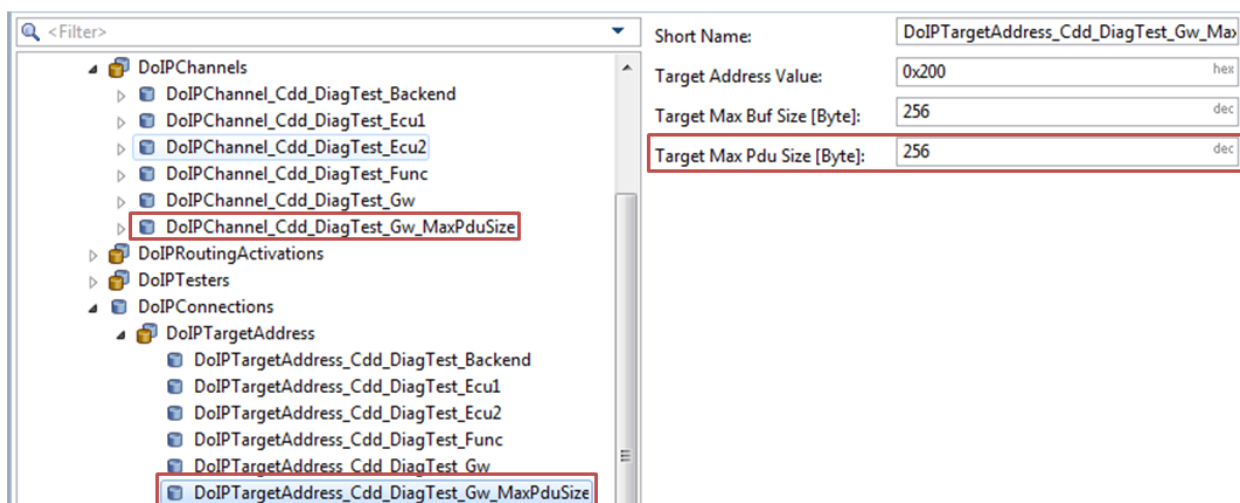 <Filter>
DoIPChannels
DoIPChannel_Cdd_DiagTest_Backend
DoIPChannel_Cdd_DiagTest_Ecu1
DoIPChannel_Cdd_DiagTest_Ecu2
DoIPChannel_Cdd_DiagTest_Func
DoIPChannel_Cdd_DiagTest_Gw
DoIPChannel_Cdd_DiagTest_Gw_MaxPduSize
DoIPRoutingActivations
DoIPTesters
DoIPConnections
DoIPTargetAddress
DoIPTargetAddress_Cdd_DiagTest_Backend
DoIPTargetAddress_Cdd_DiagTest_Ecu1
DoIPTargetAddress_Cdd_DiagTest_Ecu2
DoIPTargetAddress_Cdd_DiagTest_Func
DoIPTargetAddress_Cdd_DiagTest_Gw
DoIPTargetAddress_Cdd_DiagTest_Gw_MaxPduSize
Short Name: DoIPTargetAddress_Cdd_DiagTest_Gw_Max
Target Address Value: 0x200 hex
Target Max Buf Size [Byte]: 256 dec
Target Max Pdu Size [Byte]: 256 dec